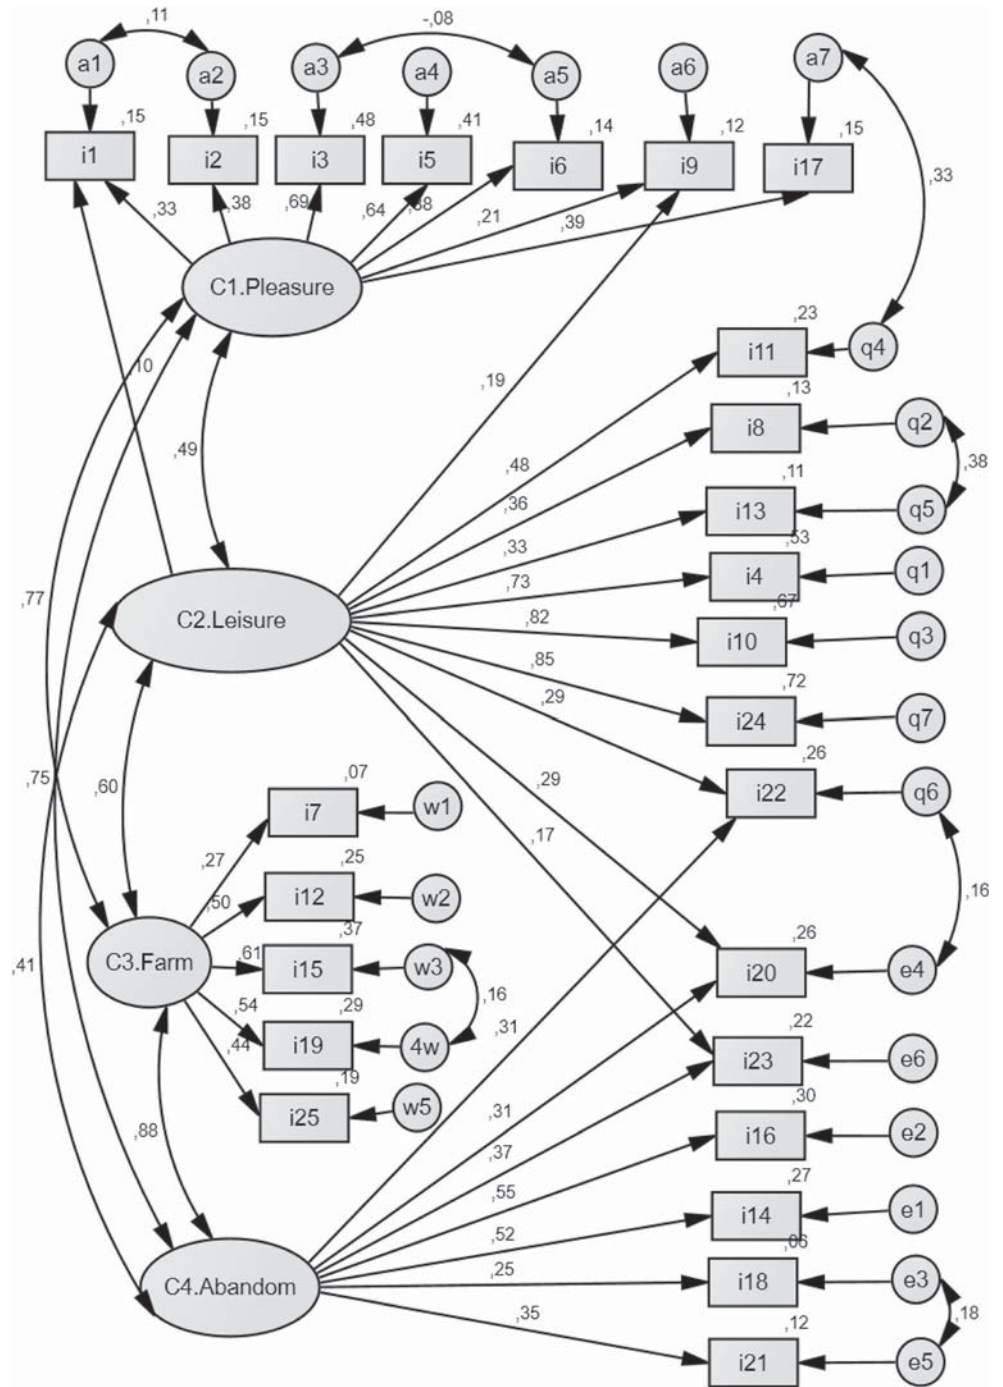 ,11
-,08
a1
a2
a3
a4
a5
a6
a7
,15
,15
,48
,41
,14
,12
,15
i1
i2
i3
i5
i6
i9
i17
,33
,33
,38
,69
,64
,21
,39
C1.Pleasure
,23
i11
q4
,10
,19
,13
i8
q2
,49
,48
,38
,36
,11
i13
q5
,33
,53
i4
q1
,77
C2.Leisure
,73
,67
,82
i10
q3
,85
,72
,29
i24
q7
,26
,75
,60
,07
,29
i22
q6
i7
w1
,27
,17
,25
,50
i12
w2
,16
,37
,26
,41
C3.Farm
,61
i15
w3
i20
e4
,16
,54
,29
,31
,22
,44
i19
4w
i23
e6
,19
,30
i25
w5
,88
,31
,37
i16
e2
,55
,27
,52
i14
e1
,06
C4.Abandom
,25
i18
e3
,35
,12
,18
i21
e5